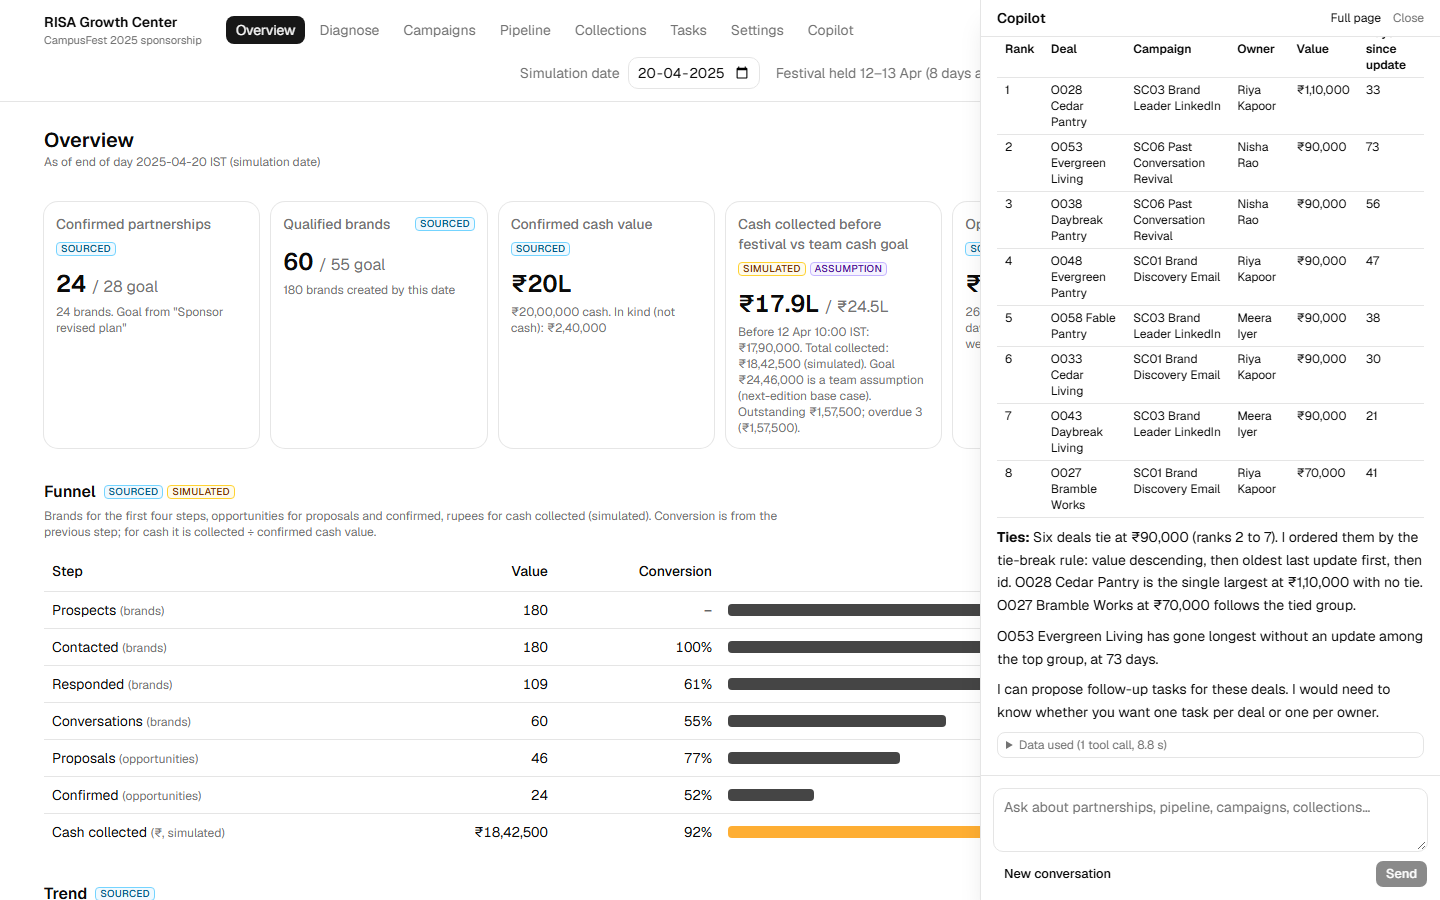 RISA Growth Center
CampusFest 2025 sponsorship
Overview
Diagnose
Campaigns
Pipeline
Collections
Tasks
Settings
Copilot
Simulation date
20-04-2025
Festival held 12–13 Apr (8 days a
Overview
As of end of day 2025-04-20 IST (simulation date)
Confirmed partnerships
SOURCED
24 / 28 goal
24 brands. Goal from "Sponsor
revised plan"
Qualified brands SOURCED
60 / 55 goal
180 brands created by this date
Confirmed cash value
SOURCED
₹20L
₹20,00,000 cash. In kind (not
cash): ₹2,40,000
Cash collected before
festival vs team cash goal
SIMULATED ASSUMPTION
₹17.9L / ₹24.5L
Before 12 Apr 10:00 IST:
₹17,90,000. Total collected:
₹18,42,500 (simulated). Goal
₹24,46,000 is a team assumption
(next-edition base case).
Outstanding ₹1,57,500; overdue 3
(₹1,57,500).
Op
SC
₹
26
da
we
Funnel SOURCED SIMULATED
Brands for the first four steps, opportunities for proposals and confirmed, rupees for cash collected (simulated). Conversion is from the
previous step; for cash it is collected ÷ confirmed cash value.
Step Value Conversion
Prospects (brands) 180 –
Contacted (brands) 180 100%
Responded (brands) 109 61%
Conversations (brands) 60 55%
Proposals (opportunities) 46 77%
Confirmed (opportunities) 24 52%
Cash collected (₹, simulated) ₹18,42,500 92%
Trend SOURCED
Copilot
Full page
Close
Rank Deal Campaign Owner Value since
update
1 O028 SC03 Brand Riya ₹1,10,000 33
Cedar Leader LinkedIn Kapoor
Pantry
2 O053 SC06 Past Nisha ₹90,000 73
Evergreen Conversation Rao
Living Revival
3 O038 SC06 Past Nisha ₹90,000 56
Daybreak Conversation Rao
Pantry Revival
4 O048 SC01 Brand Riya ₹90,000 47
Evergreen Discovery Email Kapoor
Pantry
5 O058 Fable SC03 Brand Meera ₹90,000 38
Pantry Leader LinkedIn Iyer
6 O033 SC01 Brand Riya ₹90,000 30
Cedar Discovery Email Kapoor
Living
7 O043 SC03 Brand Meera ₹90,000 21
Daybreak Leader LinkedIn Iyer
Living
8 O027 SC01 Brand Riya ₹70,000 41
Bramble Discovery Email Kapoor
Works
Ties: Six deals tie at ₹90,000 (ranks 2 to 7). I ordered them by the
tie-break rule: value descending, then oldest last update first, then
id. O028 Cedar Pantry is the single largest at ₹1,10,000 with no tie.
O027 Bramble Works at ₹70,000 follows the tied group.
O053 Evergreen Living has gone longest without an update among
the top group, at 73 days.
I can propose follow-up tasks for these deals. I would need to
know whether you want one task per deal or one per owner.
Data used (1 tool call, 8.8 s)
Ask about partnerships, pipeline, campaigns, collections…
New conversation
Send